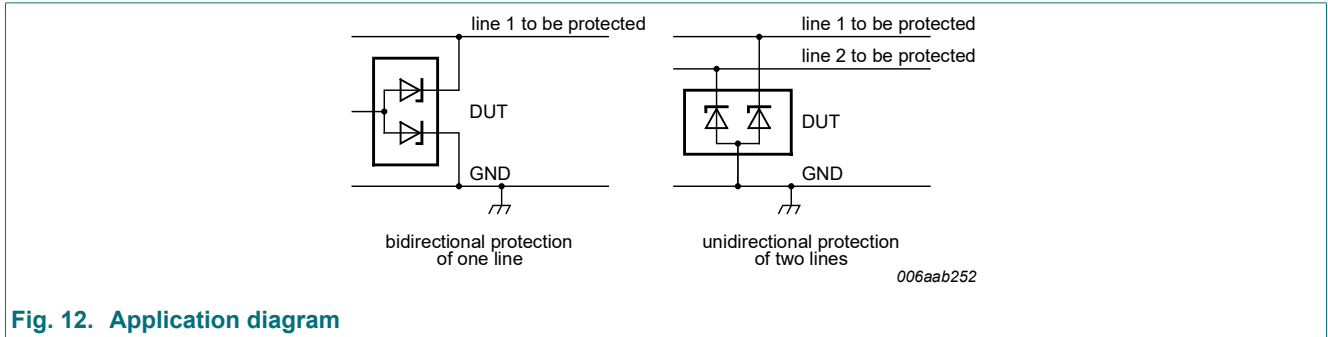 line 1 to be protected
DUT
GND
bidirectional protection
of one line
line 1 to be protected
line 2 to be protected
DUT
GND
unidirectional protection
of two lines
006aab252
Fig. 12. Application diagram